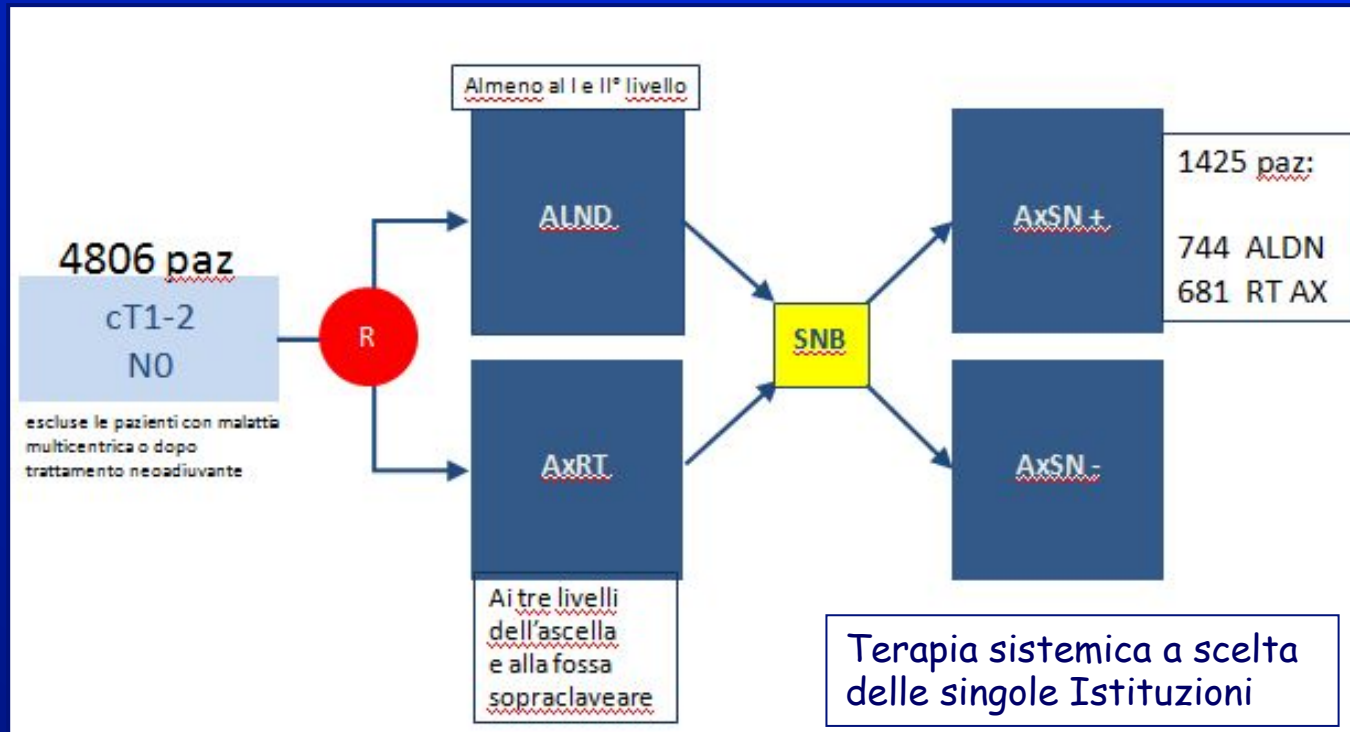 Almeno al I e II° livello
ALND
AxSN +
1425 paz:
744 ALDN
681 RT AX
4806 paz
cT1-2
N0
R
SNB
escluse le pazienti con malattia
multicentrica o dopo
trattamento neoadiuvante
AxRT
AxSN -
Ai tre livelli
dell'ascella
e alla fossa
sopraclaveare
Terapia sistemica a scelta
delle singole Istituzioni